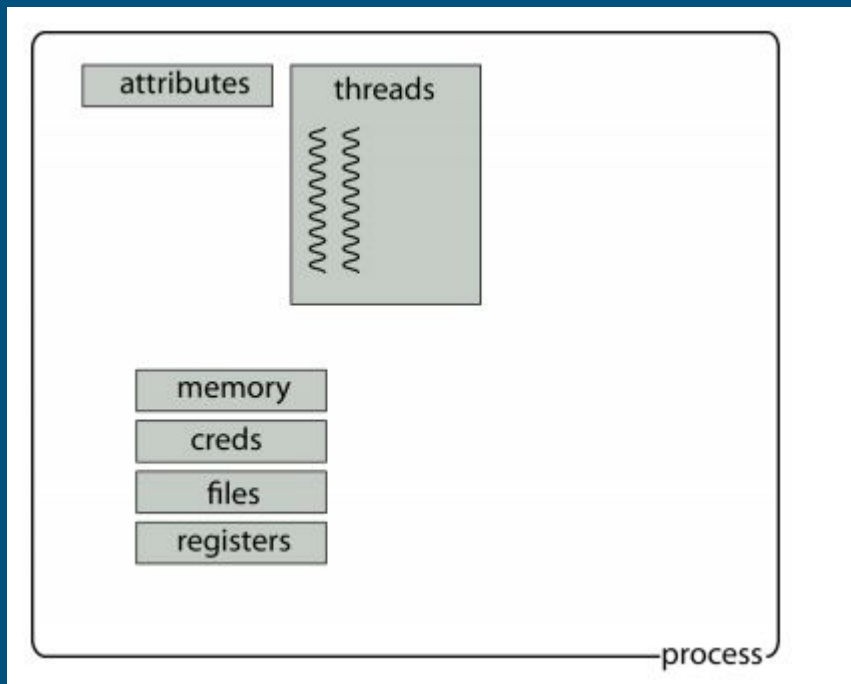 attributes
threads
memory
creds
files
registers
process